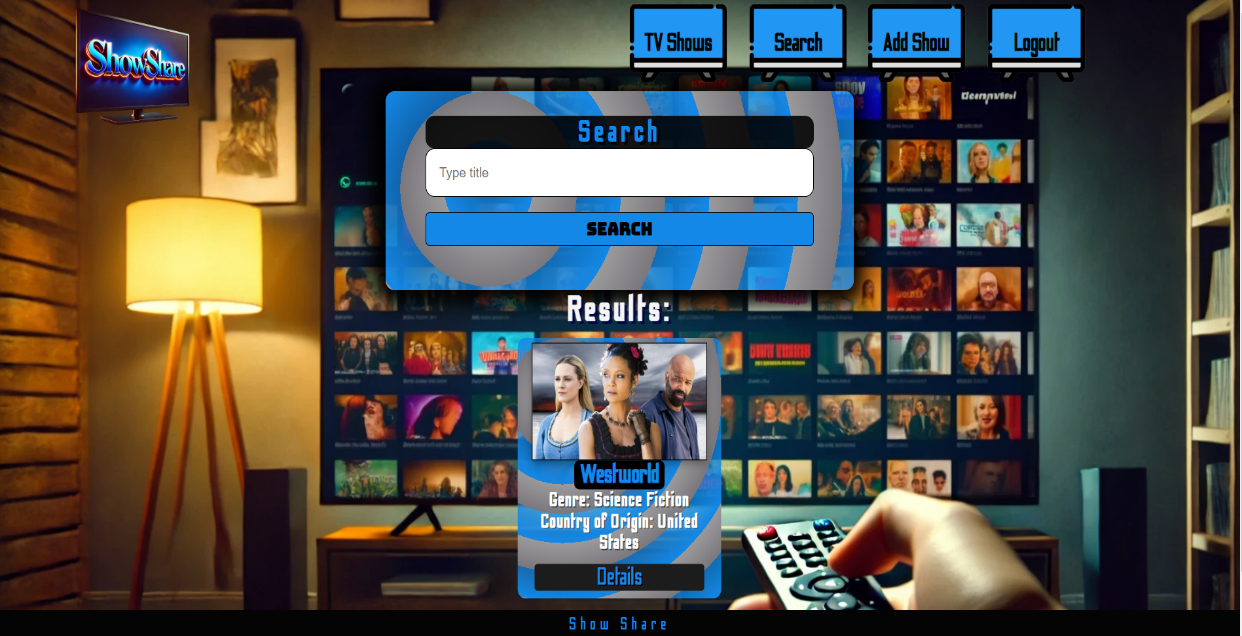 ShowShare
TV Shows
Search
Add Show
Logout
Search
Type title
SEARCH
Results:
Westworld
Genre: Science Fiction
Country of Origin: United
States
Details
Show Share